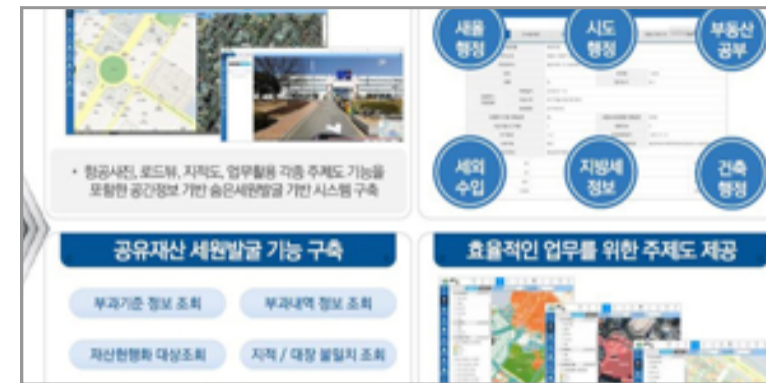 새올
행정
시도
행정
부동산
공부
• 항공사진, 로드뷰, 지적도, 업무활용 각종 주제도 기능을
포함한 공간정보 기반 숨은세원발굴 기반 시스템 구축
세외
수입
지방세
정보
건축
행정
공유재산 세원발굴 기능 구축
효율적인 업무를 위한 주제도 제공
부과기준 정보 조회
부과내역 정보 조회
재산현행화 대상조회
지적 / 대장 불일치 조회